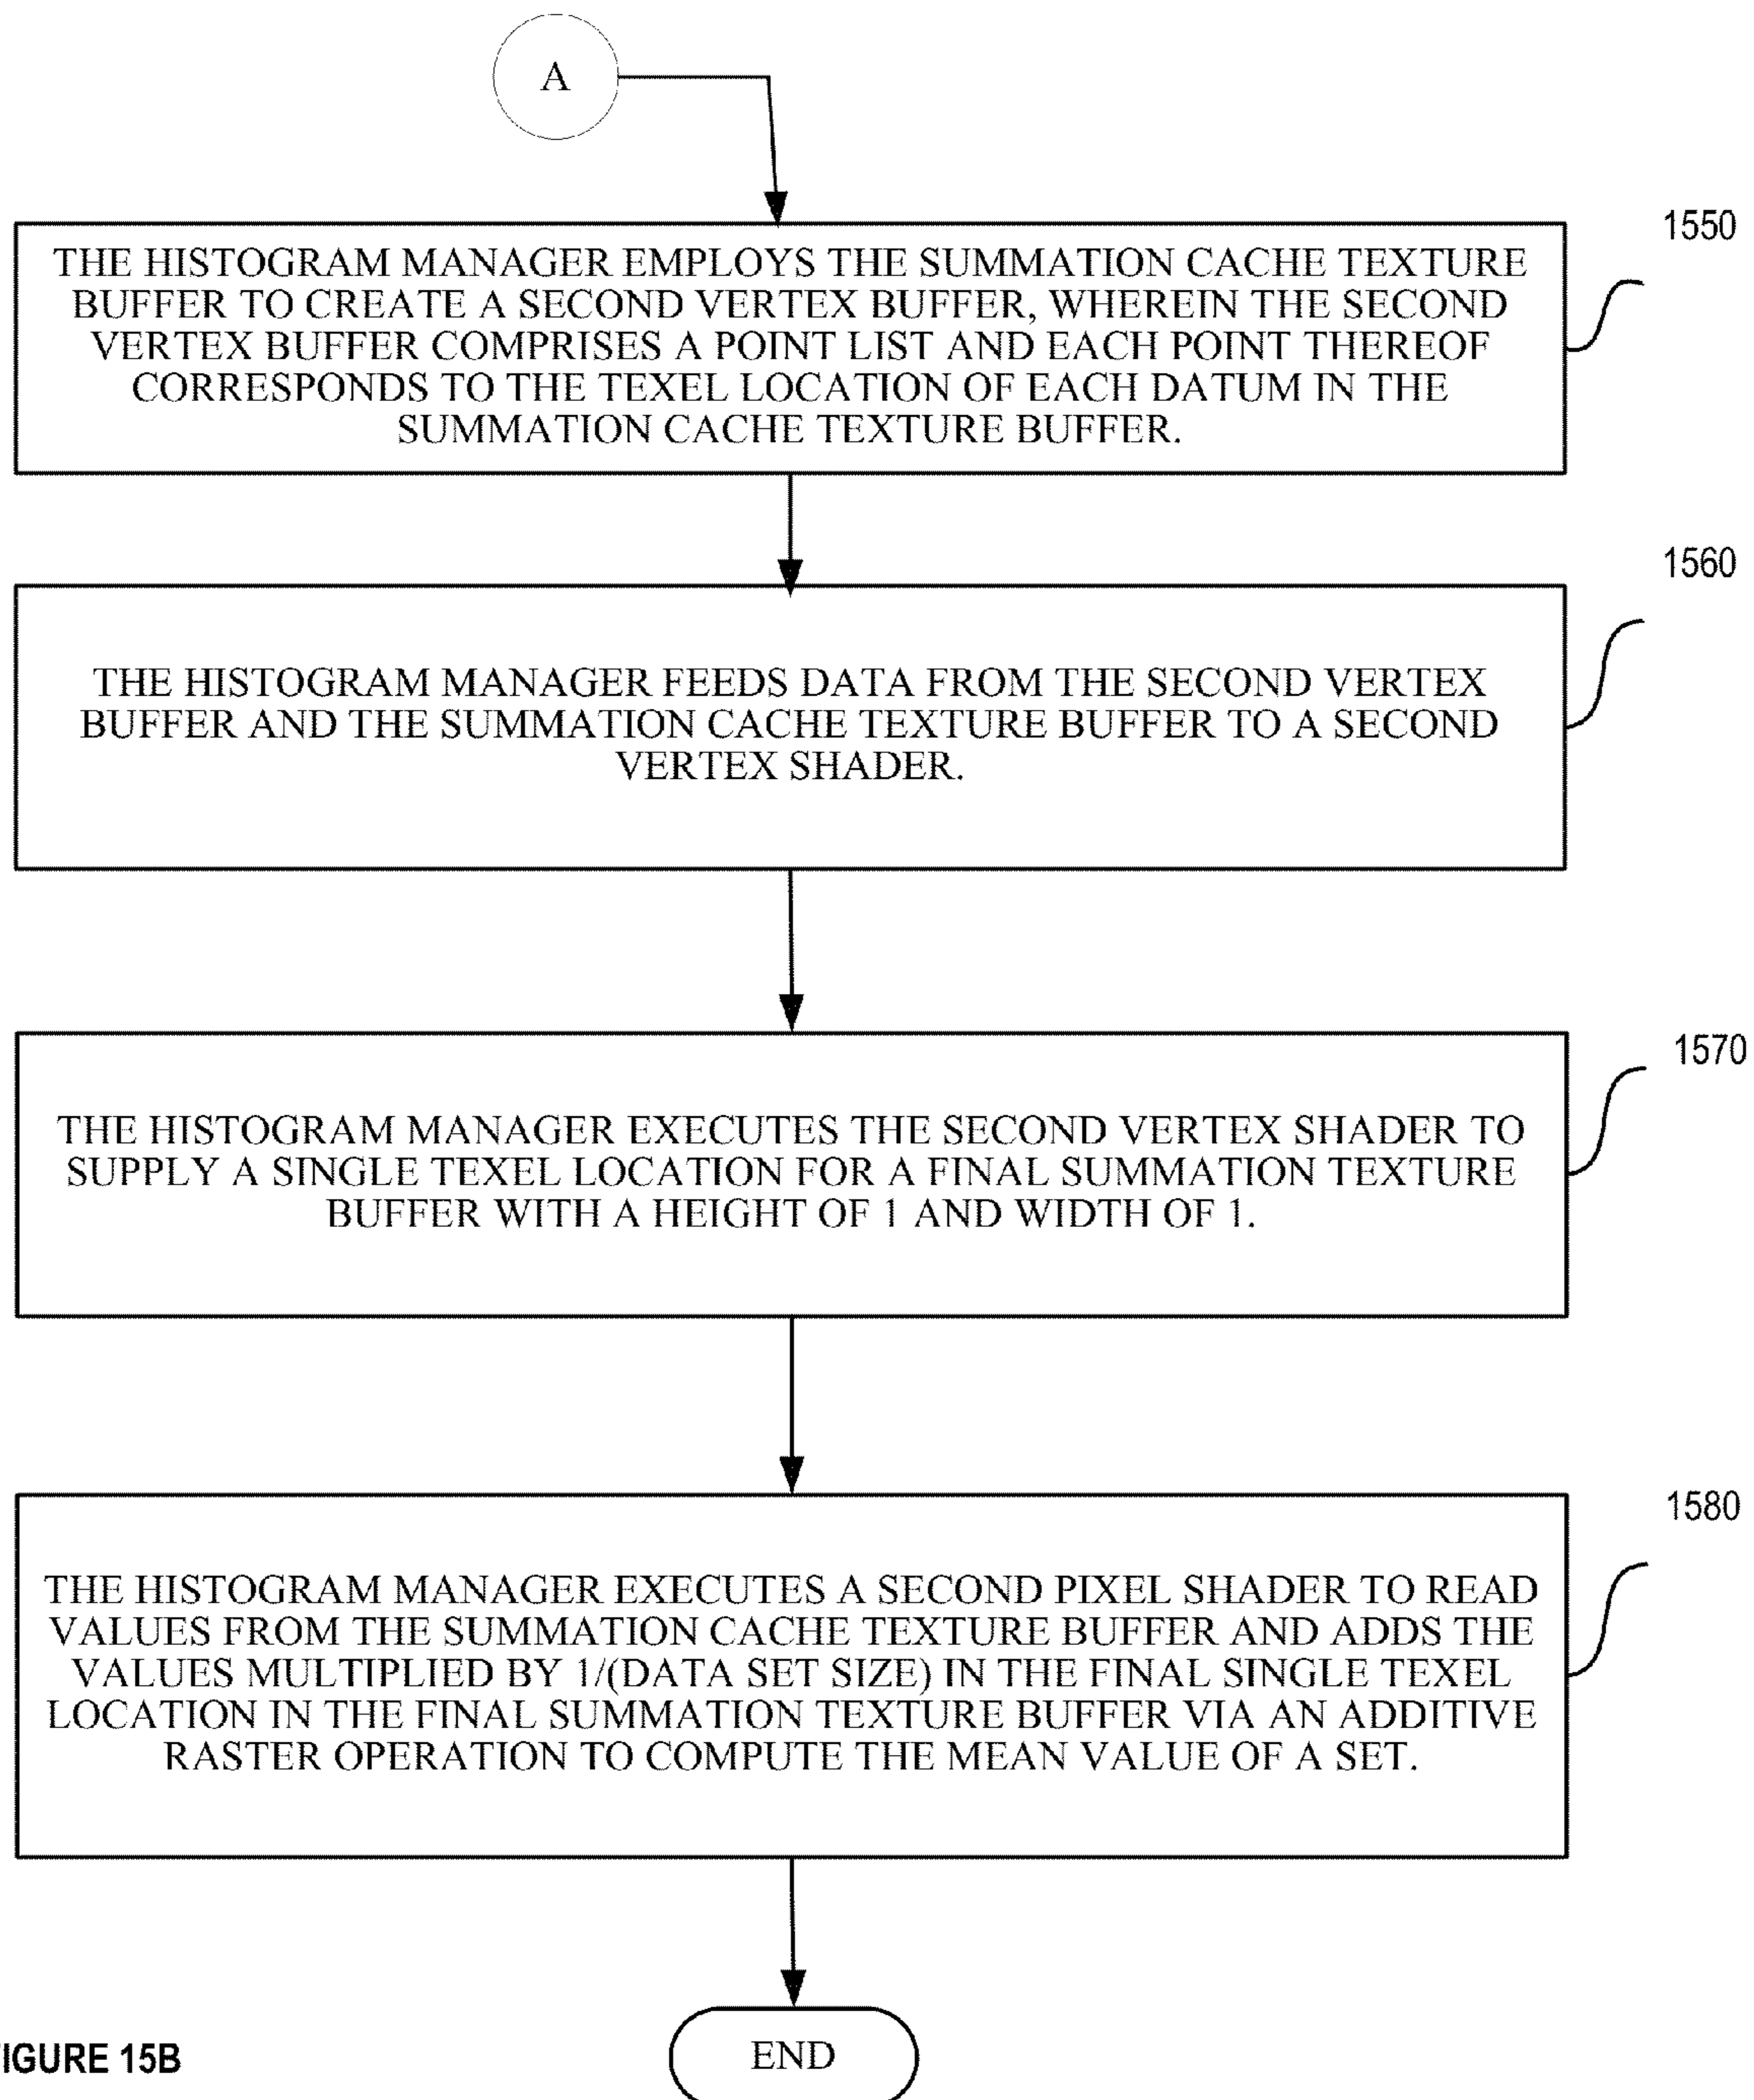 A
1550
THE HISTOGRAM MANAGER EMPLOYS THE SUMMATION CACHE TEXTURE
BUFFER TO CREATE A SECOND VERTEX BUFFER, WHEREIN THE SECOND
VERTEX BUFFER COMPRISES A POINT LIST AND EACH POINT THEREOF
CORRESPONDS TO THE TEXEL LOCATION OF EACH DATUM IN THE
SUMMATION CACHE TEXTURE BUFFER.
1560
THE HISTOGRAM MANAGER FEEDS DATA FROM THE SECOND VERTEX
BUFFER AND THE SUMMATION CACHE TEXTURE BUFFER TO A SECOND
VERTEX SHADER.
1570
THE HISTOGRAM MANAGER EXECUTES THE SECOND VERTEX SHADER TO
SUPPLY A SINGLE TEXEL LOCATION FOR A FINAL SUMMATION TEXTURE
BUFFER WITH A HEIGHT OF 1 AND WIDTH OF 1.
1580
THE HISTOGRAM MANAGER EXECUTES A SECOND PIXEL SHADER TO READ
VALUES FROM THE SUMMATION CACHE TEXTURE BUFFER AND ADDS THE
VALUES MULTIPLIED BY 1/(DATA SET SIZE) IN THE FINAL SINGLE TEXEL
LOCATION IN THE FINAL SUMMATION TEXTURE BUFFER VIA AN ADDITIVE
RASTER OPERATION TO COMPUTE THE MEAN VALUE OF A SET.
END
IGURE 15B